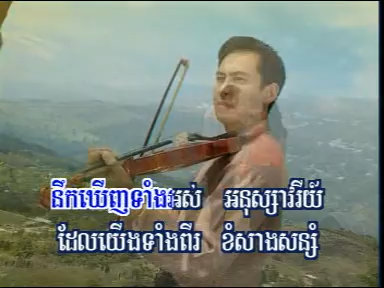 នឹកឃើញទាំងអស់ អនុស្សាវរីយ៍
ដែលយើងទាំងពីរ ខំសាងសន្សំ